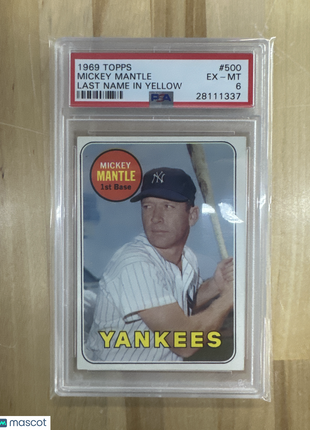 1969 TOPPS #500
MICKEY MANTLE EX-MT
LAST NAME IN YELLOW 6
PSA 28111337
MICKEY
MANTLE
1st Base
NY
YANKEES
mascot